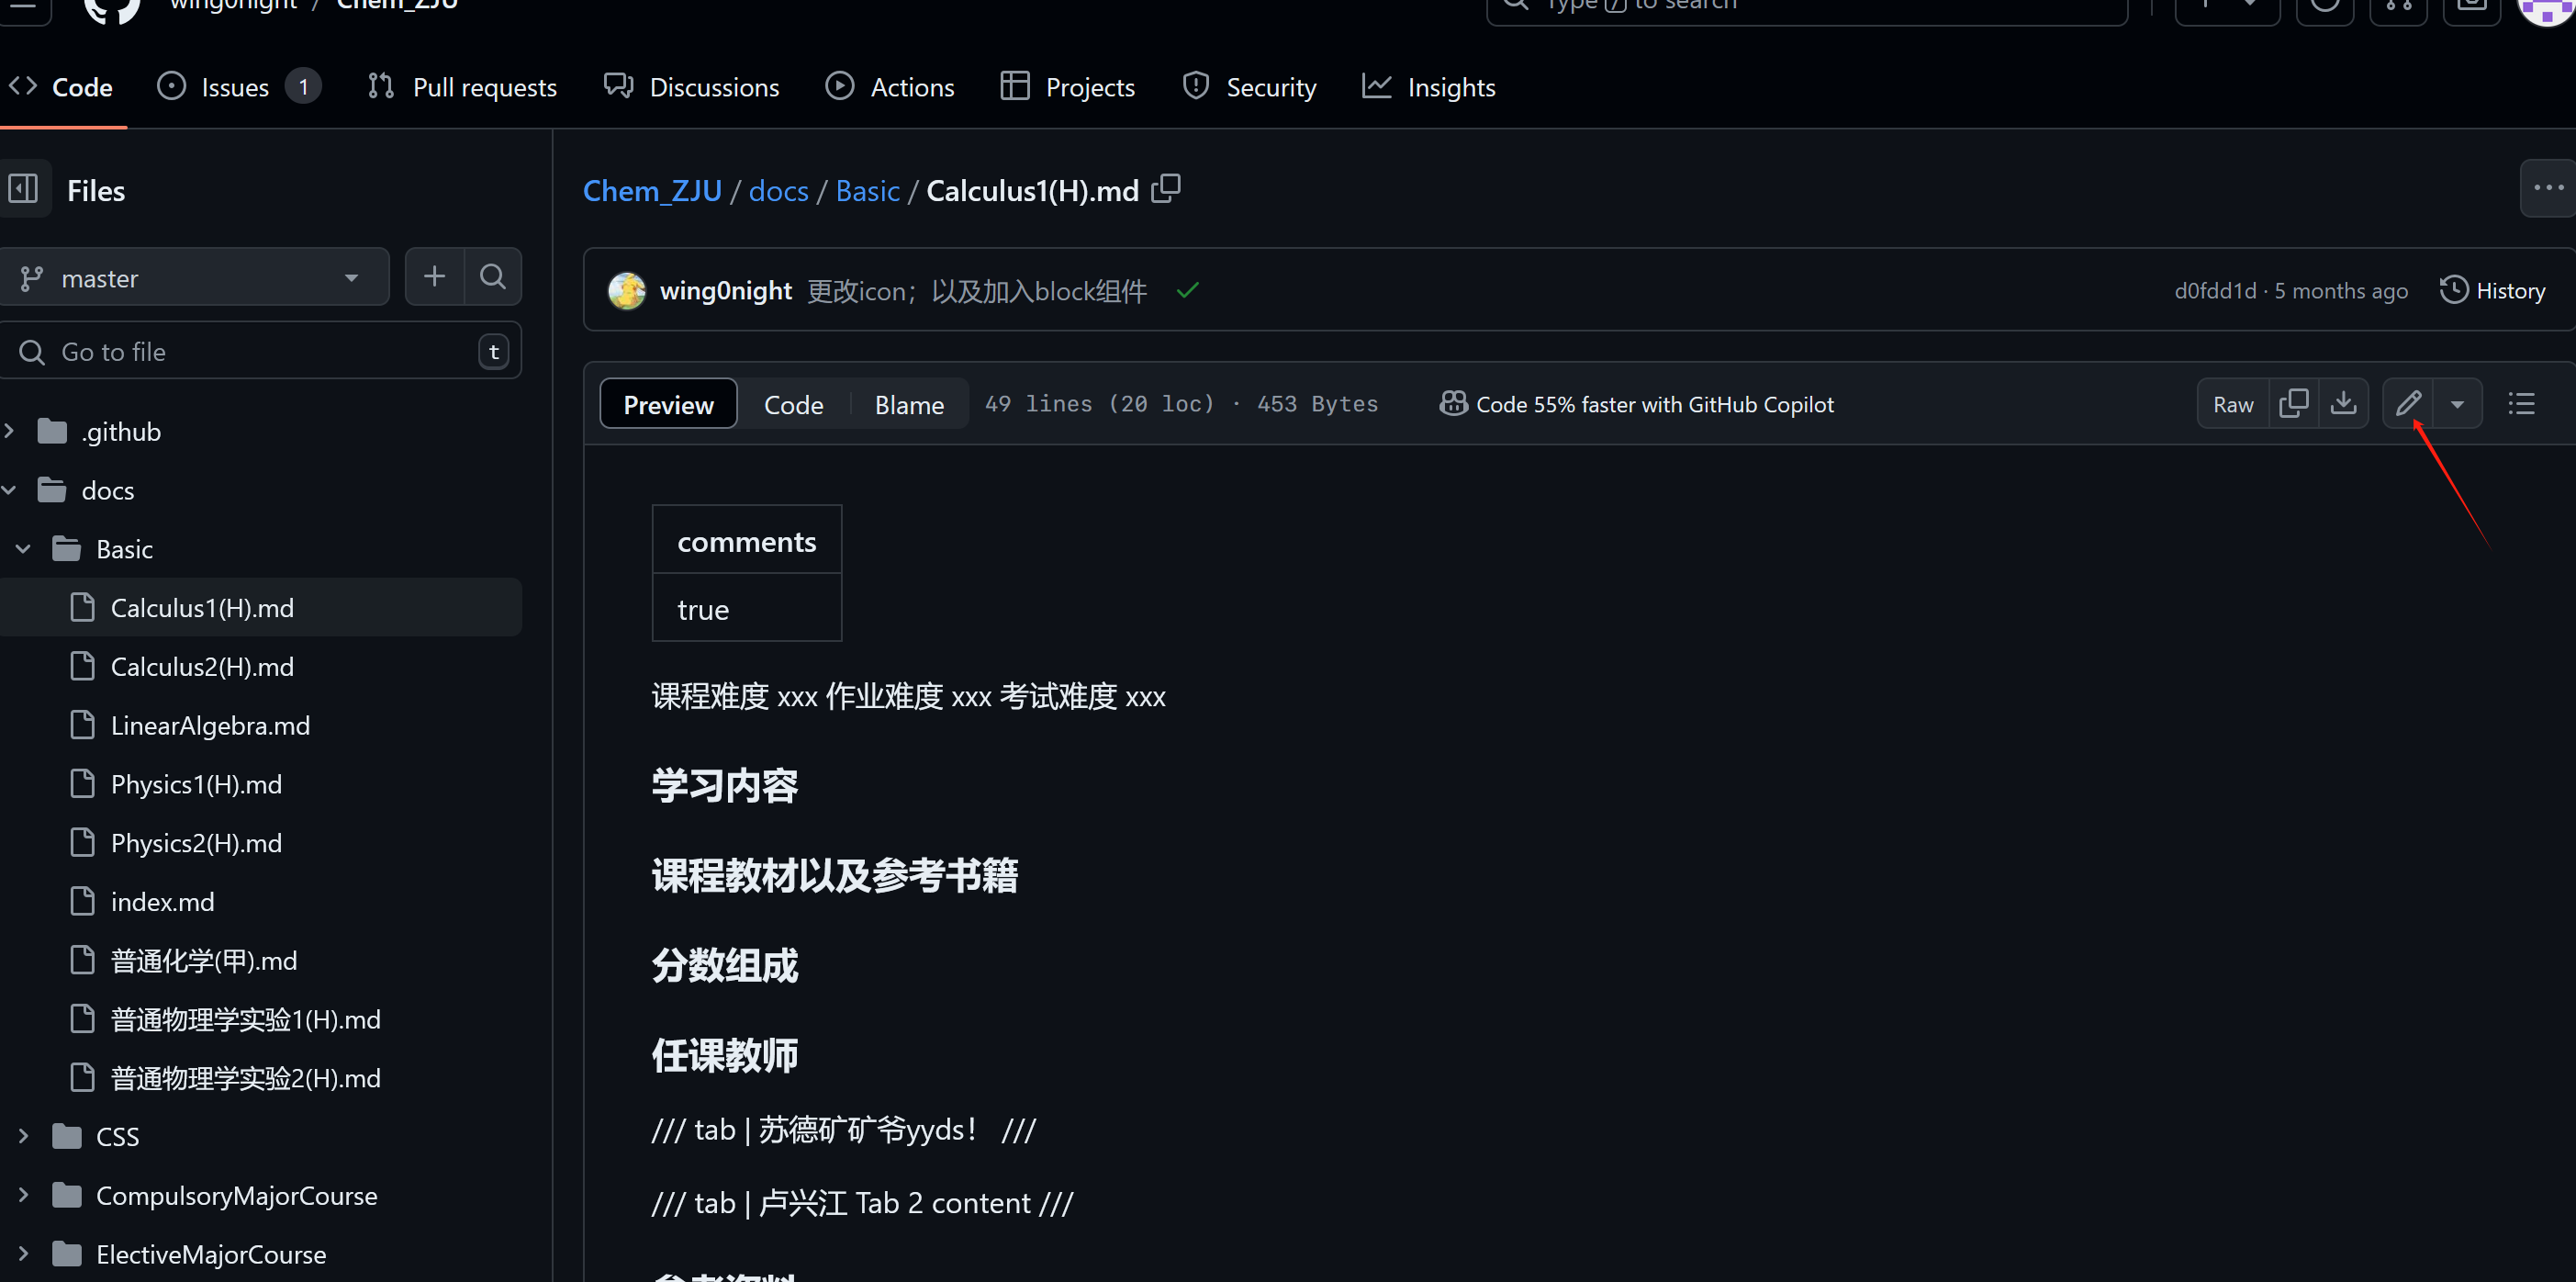 wing0night / Chem_ZJU
Type / to search
Code
Issues 1
Pull requests
Discussions
Actions
Projects
Security
Insights
Files
master
Go to file
t
.github
docs
Basic
Calculus1(H).md
Calculus2(H).md
LinearAlgebra.md
Physics1(H).md
Physics2(H).md
index.md
普通化学(甲).md
普通物理学实验1(H).md
普通物理学实验2(H).md
CSS
CompulsoryMajorCourse
ElectiveMajorCourse
Chem_ZJU / docs / Basic / Calculus1(H).md
wing0night 更改icon；以及加入block组件
d0fdd1d · 5 months ago
History
Preview
Code
Blame
49 lines (20 loc) · 453 Bytes
Code 55% faster with GitHub Copilot
Raw
comments
true
课程难度 xxx 作业难度 xxx 考试难度 xxx
学习内容
课程教材以及参考书籍
分数组成
任课教师
/// tab | 苏德矿矿爷yyds！ ///
/// tab | 卢兴江 Tab 2 content ///
参考资料